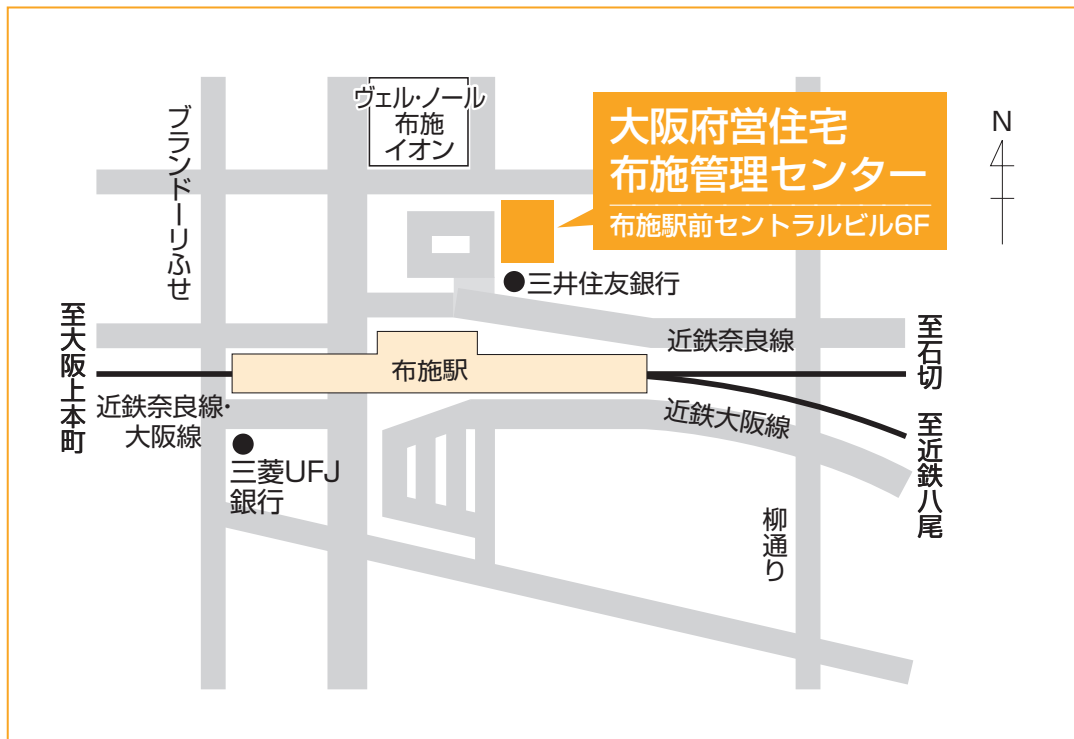 ヴェル・ノール
布施
イオン
大阪府営住宅
布施管理センター
布施駅前セントラルビル6F
N
ブランドーリふせ
三井住友銀行
至大阪上本町
近鉄奈良線
至石切
布施駅
近鉄奈良線・
大阪線
近鉄大阪線
至近鉄八尾
三菱UFJ
銀行
柳通り